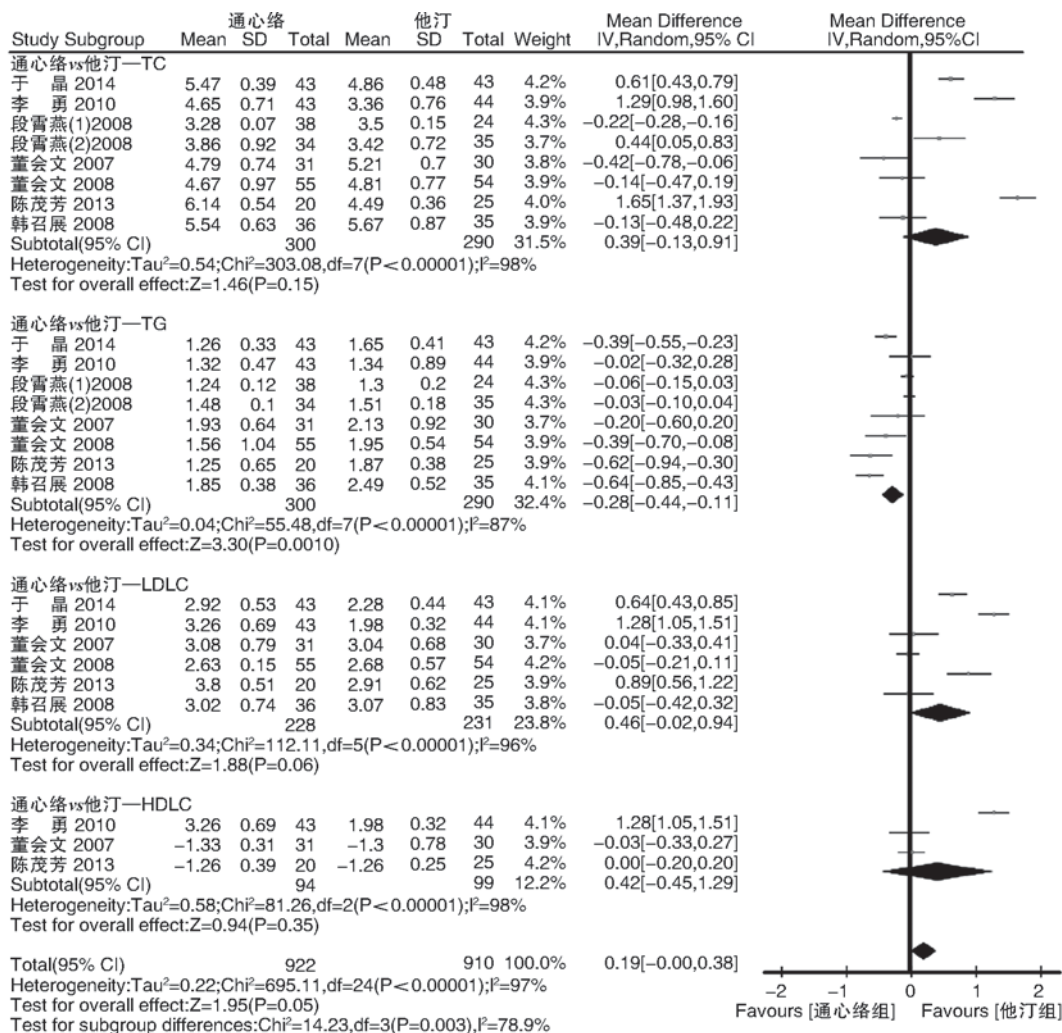 通心络 他汀 Mean Difference Mean Difference
Study Subgroup Mean SD Total Mean SD Total Weight IV,Random,95% CI IV,Random,95%CI
通心络vs他汀—TC
于 晶 2014 5.47 0.39 43 4.86 0.48 43 4.2% 0.61[0.43,0.79]
李 勇 2010 4.65 0.71 43 3.36 0.76 44 3.9% 1.29[0.98,1.60]
段霄燕(1)2008 3.28 0.07 38 3.5 0.15 24 4.3% −0.22[−0.28,−0.16]
段霄燕(2)2008 3.86 0.92 34 3.42 0.72 35 3.8% 0.44[0.05,0.83]
董会文 2007 4.79 0.74 31 5.21 0.7 30 3.8% −0.42[−0.78,−0.06]
董会文 2008 4.67 0.97 55 4.81 0.77 54 3.9% −0.14[−0.47,0.19]
陈茂芳 2013 6.14 0.54 20 4.49 0.36 25 4.0% 1.65[1.37,1.93]
韩召展 2008 5.54 0.63 36 5.67 0.87 35 3.9% −0.13[−0.48,0.22]
Subtotal(95% CI) 300 290 31.5% 0.39[−0.13,0.91]
Heterogeneity:Tau²=0.54;Chi²=303.08,df=7(P<0.00001);I²=98%
Test for overall effect:Z=1.46(P=0.15)
通心络vs他汀—TG
于 晶 2014 1.26 0.33 43 1.65 0.41 43 4.2% −0.39[−0.55,−0.23]
李 勇 2010 1.32 0.47 43 1.34 0.89 44 3.9% −0.02[−0.32,0.28]
段霄燕(1)2008 1.24 0.12 38 1.3 0.2 24 4.3% −0.06[−0.15,0.03]
段霄燕(2)2008 1.48 0.1 34 1.51 0.18 35 4.3% −0.03[−0.10,0.04]
董会文 2007 1.93 0.64 31 2.13 0.92 30 3.7% −0.20[−0.60,0.20]
董会文 2008 1.56 1.04 55 1.95 0.54 54 3.9% −0.39[−0.70,−0.08]
陈茂芳 2013 1.25 0.65 20 1.87 0.38 25 3.9% −0.62[−0.94,−0.30]
韩召展 2008 1.85 0.38 36 2.49 0.52 35 4.1% −0.64[−0.85,−0.43]
Subtotal(95% CI) 300 290 32.4% −0.28[−0.44,−0.11]
Heterogeneity:Tau²=0.04;Chi²=55.48,df=7(P<0.00001);I²=87%
Test for overall effect:Z=3.30(P=0.0010)
通心络vs他汀—LDLC
于 晶 2014 2.92 0.53 43 2.28 0.44 43 4.1% 0.64[0.43,0.85]
李 勇 2010 3.26 0.69 43 1.98 0.32 44 4.1% 1.28[1.05,1.51]
董会文 2007 3.08 0.79 31 3.04 0.68 30 3.7% 0.04[−0.33,0.41]
董会文 2008 2.63 0.15 55 2.68 0.57 54 4.2% −0.05[−0.21,0.11]
陈茂芳 2013 3.8 0.51 20 2.91 0.62 25 3.9% 0.89[0.56,1.22]
韩召展 2008 3.02 0.74 36 3.07 0.83 35 3.8% −0.05[−0.42,0.32]
Subtotal(95% CI) 228 231 23.8% 0.46[−0.02,0.94]
Heterogeneity:Tau²=0.34;Chi²=112.11,df=5(P<0.00001);I²=96%
Test for overall effect:Z=1.88(P=0.06)
通心络vs他汀—HDLC
李 勇 2010 3.26 0.69 43 1.98 0.32 44 4.1% 1.28[1.05,1.51]
董会文 2007 −1.33 0.31 31 −1.3 0.78 30 3.9% −0.03[−0.33,0.27]
陈茂芳 2013 −1.26 0.39 20 −1.26 0.25 25 4.2% 0.00[−0.20,0.20]
Subtotal(95% CI) 94 99 12.2% 0.42[−0.45,1.29]
Heterogeneity:Tau²=0.58;Chi²=81.26,df=2(P<0.00001);I²=98%
Test for overall effect:Z=0.94(P=0.35)
Total(95% CI) 922 910 100.0% 0.19[−0.00,0.38]
Heterogeneity:Tau²=0.22;Chi²=695.11,df=24(P<0.00001);I²=97%
Test for overall effect:Z=1.95(P=0.05)
Test for subgroup differences:Chi²=14.23,df=3(P=0.003),I²=78.9%
−2 −1 0 1 2
Favours [通心络组] Favours [他汀组]